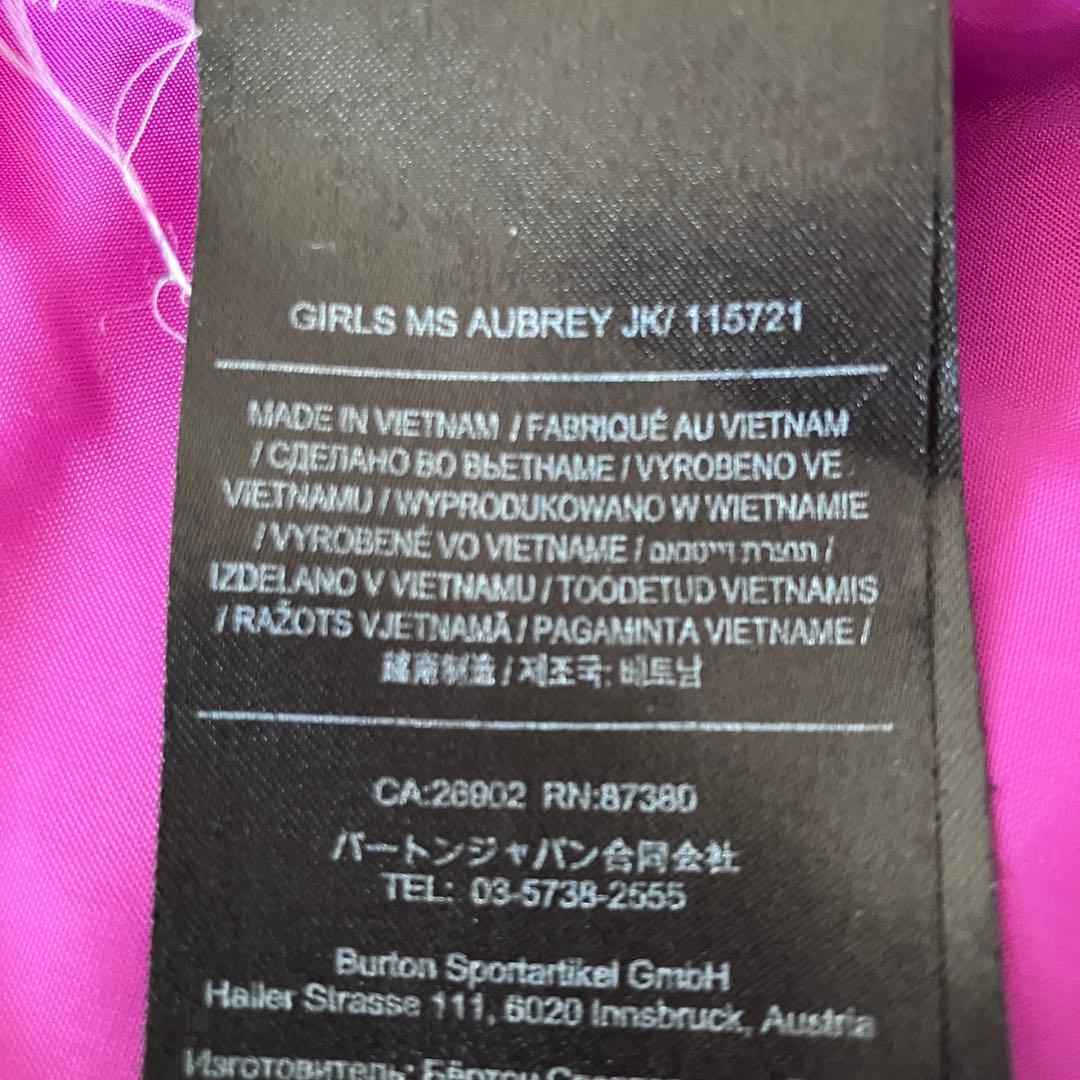 GIRLS MS AUBREY JK/ 115721
MADE IN VIETNAM / FABRIQUÉ AU VIETNAM
/ СДЕЛАНО ВО ВЬЕТНАМЕ / VYROBENO VE
VIETNAMU / WYPRODUKOWANO W WIETNAMIE
/ VYROBENÉ VO VIETNAME / תוצרת וייטנאם /
IZDELANO V VIETNAMU / TOODETUD VIETNAMIS
/ RAŽOTS VJETNAMĀ / PAGAMINTA VIETNAME /
越南制造 / 제조국: 베트남
CA:26902 RN:87380
バートンジャパン合同会社
TEL: 03-5738-2555
Burton Sportartikel GmbH
Haller Strasse 111, 6020 Innsbruck, Austria
Изготовитель: Бёртон